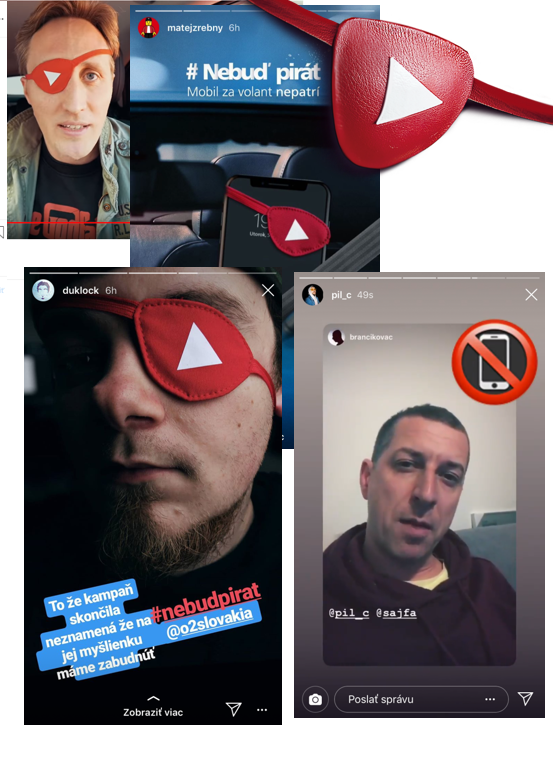 matejzrebny 6h
# Nebuď pirát
Mobil za volant nepatrí
duklock 6h
To že kampaň
skončila
neznamená že na
jej myšlienku
máme zabudnúť
#nebudpirat
@o2slovakia
Zobraziť viac
pil_c 49s
brancikovac
@pil_c @sajfa
Poslať správu